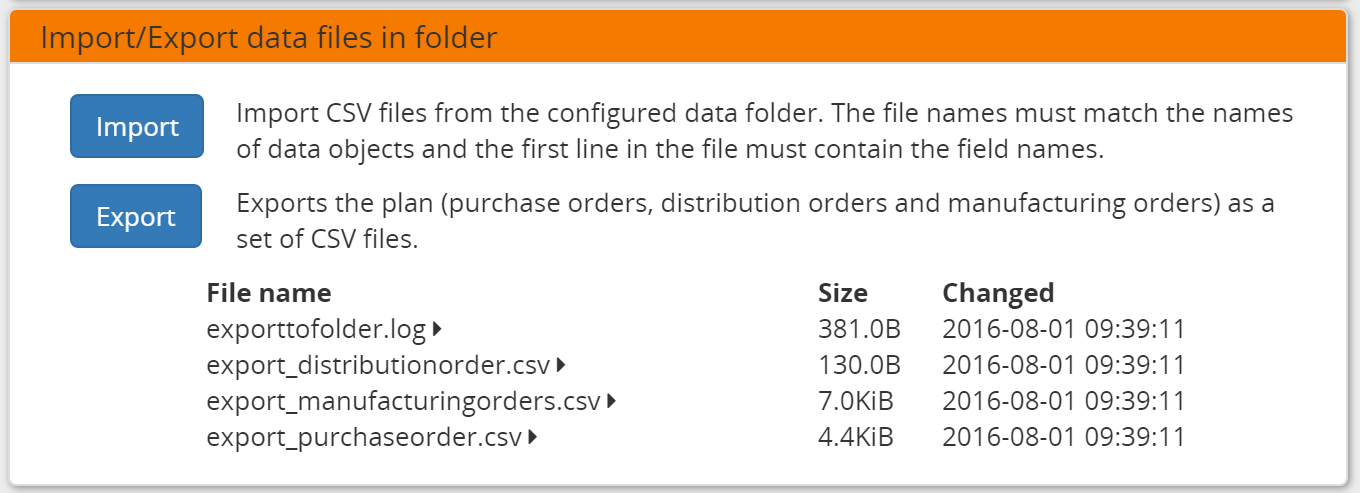 Import/Export data files in folder
Import
Import CSV files from the configured data folder. The file names must match the names
of data objects and the first line in the file must contain the field names.
Export
Exports the plan (purchase orders, distribution orders and manufacturing orders) as a
set of CSV files.
File name Size Changed
exporttofolder.log 381.0B 2016-08-01 09:39:11
export_distributionorder.csv 130.0B 2016-08-01 09:39:11
export_manufacturingorders.csv 7.0KiB 2016-08-01 09:39:11
export_purchaseorder.csv 4.4KiB 2016-08-01 09:39:11